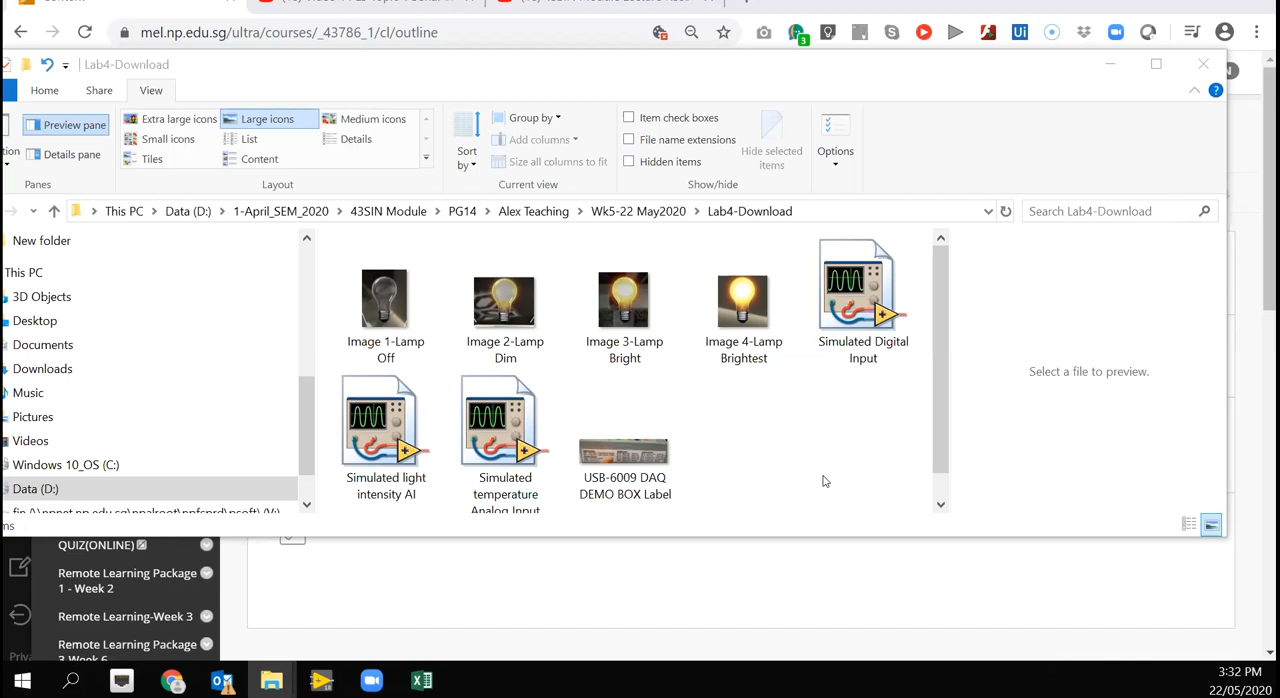 mel.np.edu.sg/ultra/courses/_43786_1/cl/outline
3
Ui
Lab4-Download
Home
Share
View
Preview pane
Details pane
Panes
Extra large icons
Large icons
Medium icons
Small icons
List
Details
Tiles
Content
Layout
Sort
by
Group by
Add columns
Size all columns to fit
Current view
Item check boxes
File name extensions
Hidden items
Hide selected
items
Show/hide
Options
This PC > Data (D:) > 1-April_SEM_2020 > 43SIN Module > PG14 > Alex Teaching > Wk5-22 May2020 > Lab4-Download
Search Lab4-Download
New folder
This PC
3D Objects
Desktop
Documents
Downloads
Music
Pictures
Videos
Windows 10_OS (C:)
Data (D:)
Image 1-Lamp
Off
Image 2-Lamp
Dim
Image 3-Lamp
Bright
Image 4-Lamp
Brightest
Simulated Digital
Input
Simulated light
intensity AI
Simulated
temperature
Analog Input
USB-6009 DAQ
DEMO BOX Label
Select a file to preview.
QUIZ(ONLINE)
Remote Learning Package
1 - Week 2
Remote Learning-Week 3
Remote Learning Package
3-Week 6
3:32 PM
22/05/2020